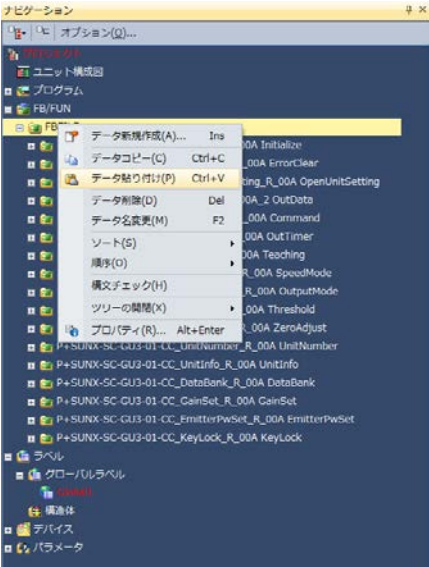 ナビゲーション
オプション(O)...
ユニット構成図
プログラム
FB/FUN
データ新規作成(A)... Ins
データコピー(C) Ctrl+C
データ貼り付け(P) Ctrl+V
データ削除(D) Del
データ名変更(M) F2
ソート(S)
順序(O)
構文チェック(H)
ツリーの開閉(X)
プロパティ(R)... Alt+Enter
00A Initialize
_00A ErrorClear
ting_R_00A OpenUnitSetting
00A_2 OutData
_00A Command
00A OutTimer
00A Teaching
R_00A SpeedMode
R_00A OutputMode
00A Threshold
R_00A ZeroAdjust
P+SUNX-SC-GU3-01-CC_UnitNumber_R_00A UnitNumber
P+SUNX-SC-GU3-01-CC_UnitInfo_R_00A UnitInfo
P+SUNX-SC-GU3-01-CC_DataBank_R_00A DataBank
P+SUNX-SC-GU3-01-CC_GainSet_R_00A GainSet
P+SUNX-SC-GU3-01-CC_EmitterPwSet_R_00A EmitterPwSet
P+SUNX-SC-GU3-01-CC_KeyLock_R_00A KeyLock
ラベル
グローバルラベル
構造体
デバイス
パラメータ